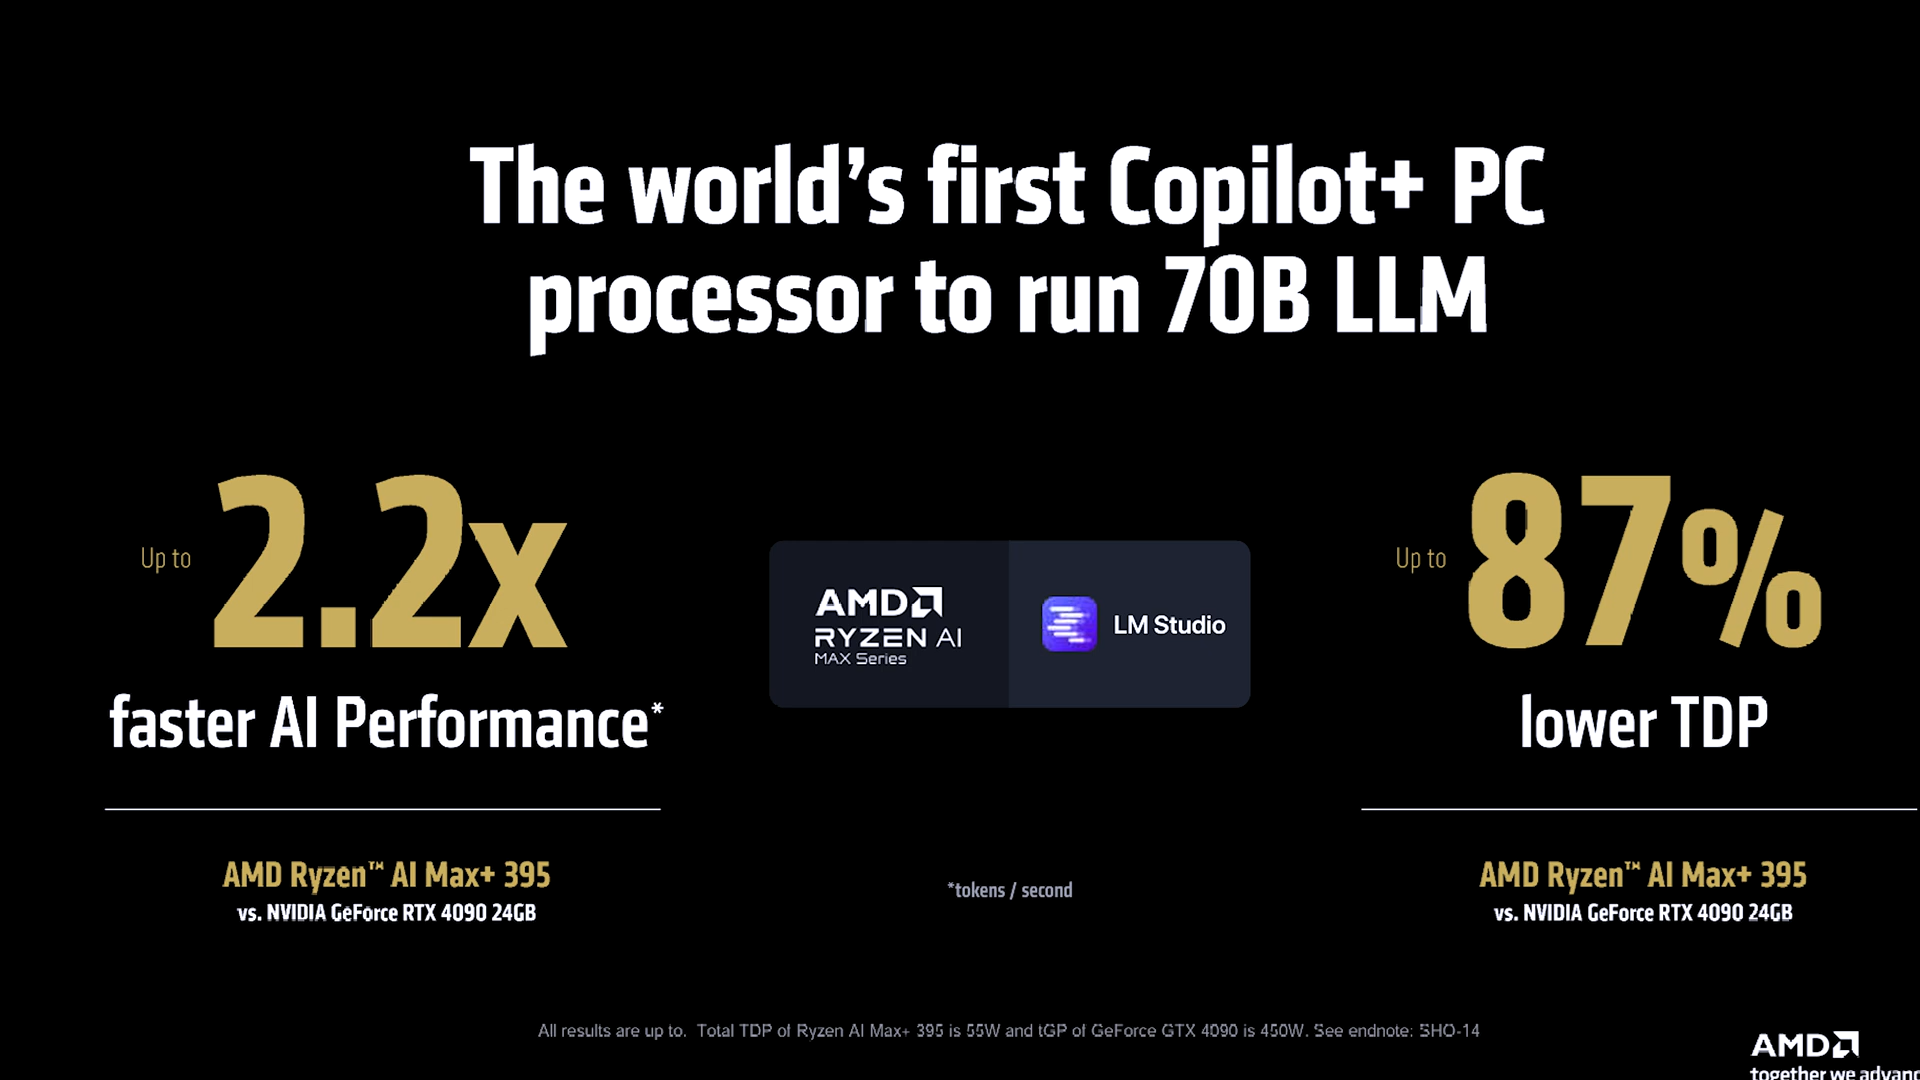 The world's first Copilot+ PC
processor to run 70B LLM
Up to 2.2x
faster AI Performance*
AMD Ryzen™ AI Max+ 395
vs. NVIDIA GeForce RTX 4090 24GB
AMD
RYZEN AI
MAX Series
LM Studio
*tokens / second
Up to 87%
lower TDP
AMD Ryzen™ AI Max+ 395
vs. NVIDIA GeForce RTX 4090 24GB
All results are up to. Total TDP of Ryzen AI Max+ 395 is 55W and tGP of GeForce GTX 4090 is 450W. See endnote: SHO-14
AMD
together we advanc